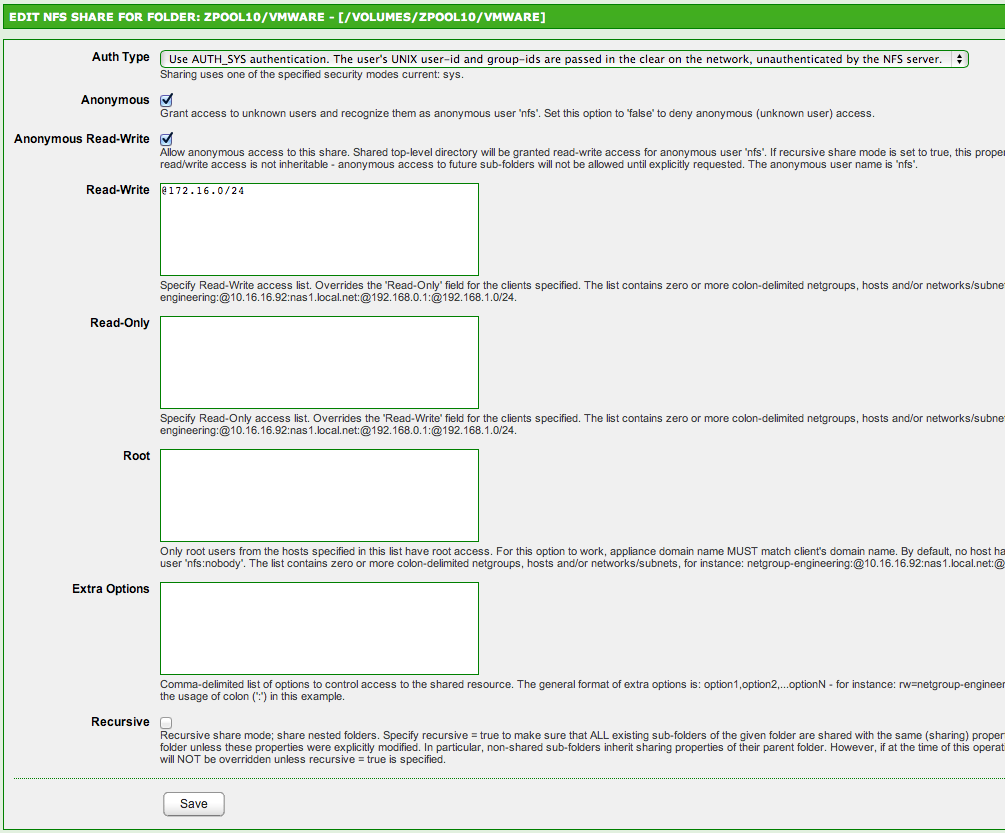 EDIT NFS SHARE FOR FOLDER: ZPOOL10/VMWARE - [/VOLUMES/ZPOOL10/VMWARE]
Auth Type
Use AUTH_SYS authentication. The user's UNIX user-id and group-ids are passed in the clear on the network, unauthenticated by the NFS server.
Sharing uses one of the specified security modes current: sys.
Anonymous
Grant access to unknown users and recognize them as anonymous user 'nfs'. Set this option to 'false' to deny anonymous (unknown user) access.
Anonymous Read-Write
Allow anonymous access to this share. Shared top-level directory will be granted read-write access for anonymous user 'nfs'. If recursive share mode is set to true, this proper
read/write access is not inheritable - anonymous access to future sub-folders will not be allowed until explicitly requested. The anonymous user name is 'nfs'.
Read-Write
@172.16.0/24
Specify Read-Write access list. Overrides the 'Read-Only' field for the clients specified. The list contains zero or more colon-delimited netgroups, hosts and/or networks/subne
engineering:@10.16.16.92:nas1.local.net:@192.168.0.1:@192.168.1.0/24.
Read-Only
Specify Read-Only access list. Overrides the 'Read-Write' field for the clients specified. The list contains zero or more colon-delimited netgroups, hosts and/or networks/subne
engineering:@10.16.16.92:nas1.local.net:@192.168.0.1:@192.168.1.0/24.
Root
Only root users from the hosts specified in this list have root access. For this option to work, appliance domain name MUST match client's domain name. By default, no host ha
user 'nfs:nobody'. The list contains zero or more colon-delimited netgroups, hosts and/or networks/subnets, for instance: netgroup-engineering:@10.16.16.92:nas1.local.net:@
Extra Options
Comma-delimited list of options to control access to the shared resource. The general format of extra options is: option1,option2,...optionN - for instance: rw=netgroup-engineer
the usage of colon (':') in this example.
Recursive
Recursive share mode; share nested folders. Specify recursive = true to make sure that ALL existing sub-folders of the given folder are shared with the same (sharing) proper
folder unless these properties were explicitly modified. In particular, non-shared sub-folders inherit sharing properties of their parent folder. However, if at the time of this operati
will NOT be overridden unless recursive = true is specified.
Save